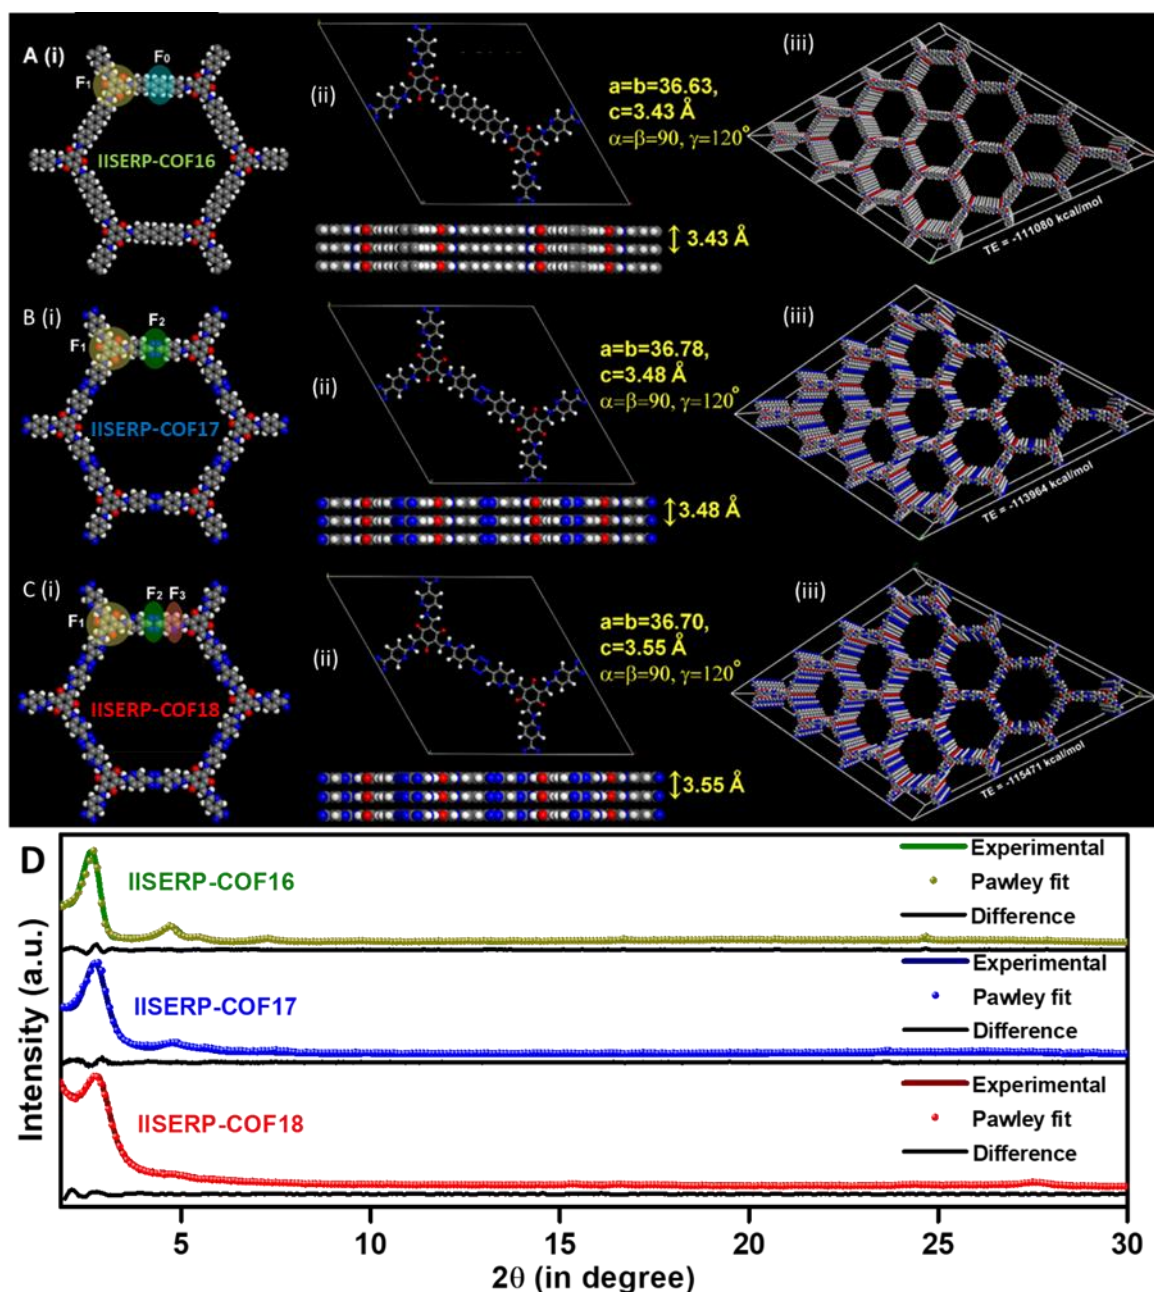 A (i)
F₁
F₀
IISERP-COF16
(ii)
a=b=36.63,
c=3.43 Å
α=β=90, γ=120°
3.43 Å
(iii)
TE = -111080 kcal/mol
B (i)
F₁
F₂
IISERP-COF17
(ii)
a=b=36.78,
c=3.48 Å
α=β=90, γ=120°
3.48 Å
(iii)
TE = -113964 kcal/mol
C (i)
F₁
F₂
F₃
IISERP-COF18
(ii)
a=b=36.70,
c=3.55 Å
α=β=90, γ=120°
3.55 Å
(iii)
TE = -115471 kcal/mol
D
IISERP-COF16
Experimental
Pawley fit
Difference
IISERP-COF17
Experimental
Pawley fit
Difference
IISERP-COF18
Experimental
Pawley fit
Difference
Intensity (a.u.)
5 10 15 20 25 30
2θ (in degree)